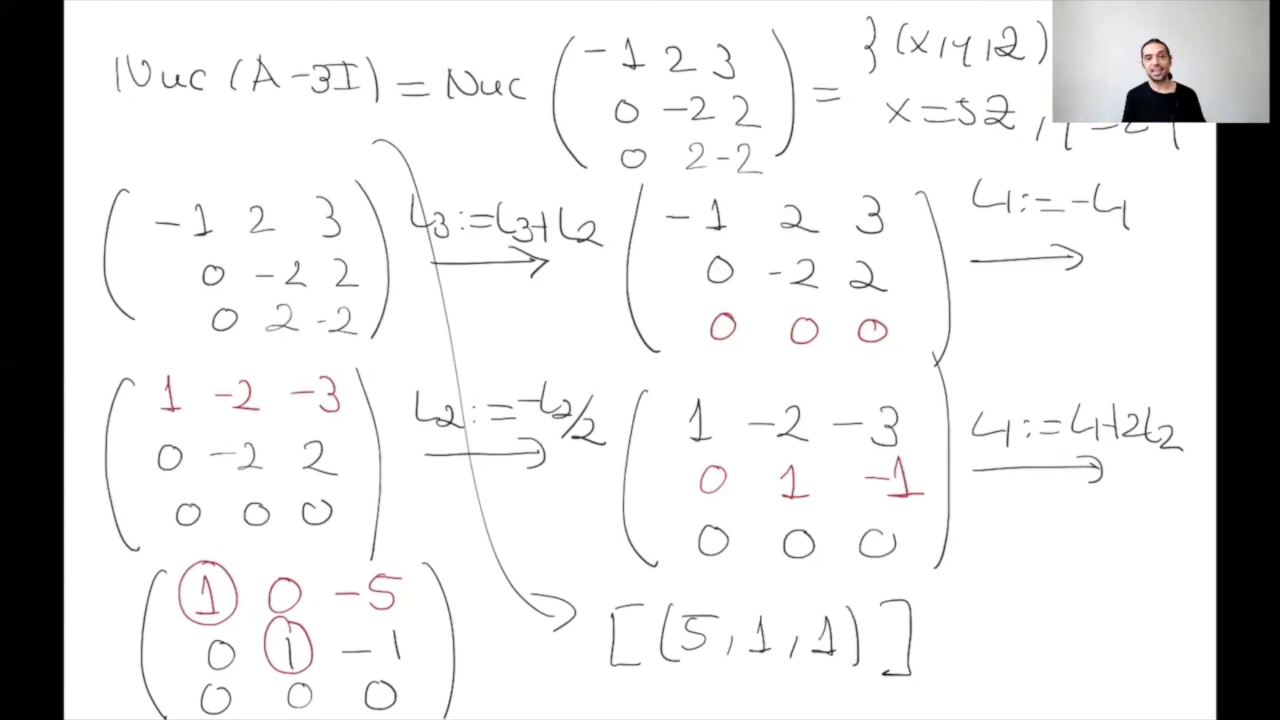 Nuc (A-3I) = Nuc ( -1 2 3 ) = {(x,y,z)
0 -2 2
0 2 -2
x=5z,
( -1 2 3 ) L3:=L3+L2 ( -1 2 3 ) L1:=-L1
0 -2 2 0 -2 2
0 2 -2 0 0 0
( 1 -2 -3 ) L2:=-L2/2 ( 1 -2 -3 ) L1:=L1+2L2
0 -2 2 0 1 -1
0 0 0 0 0 0
( 1 0 -5 )
0 1 -1
0 0 0
[(5,1,1)]